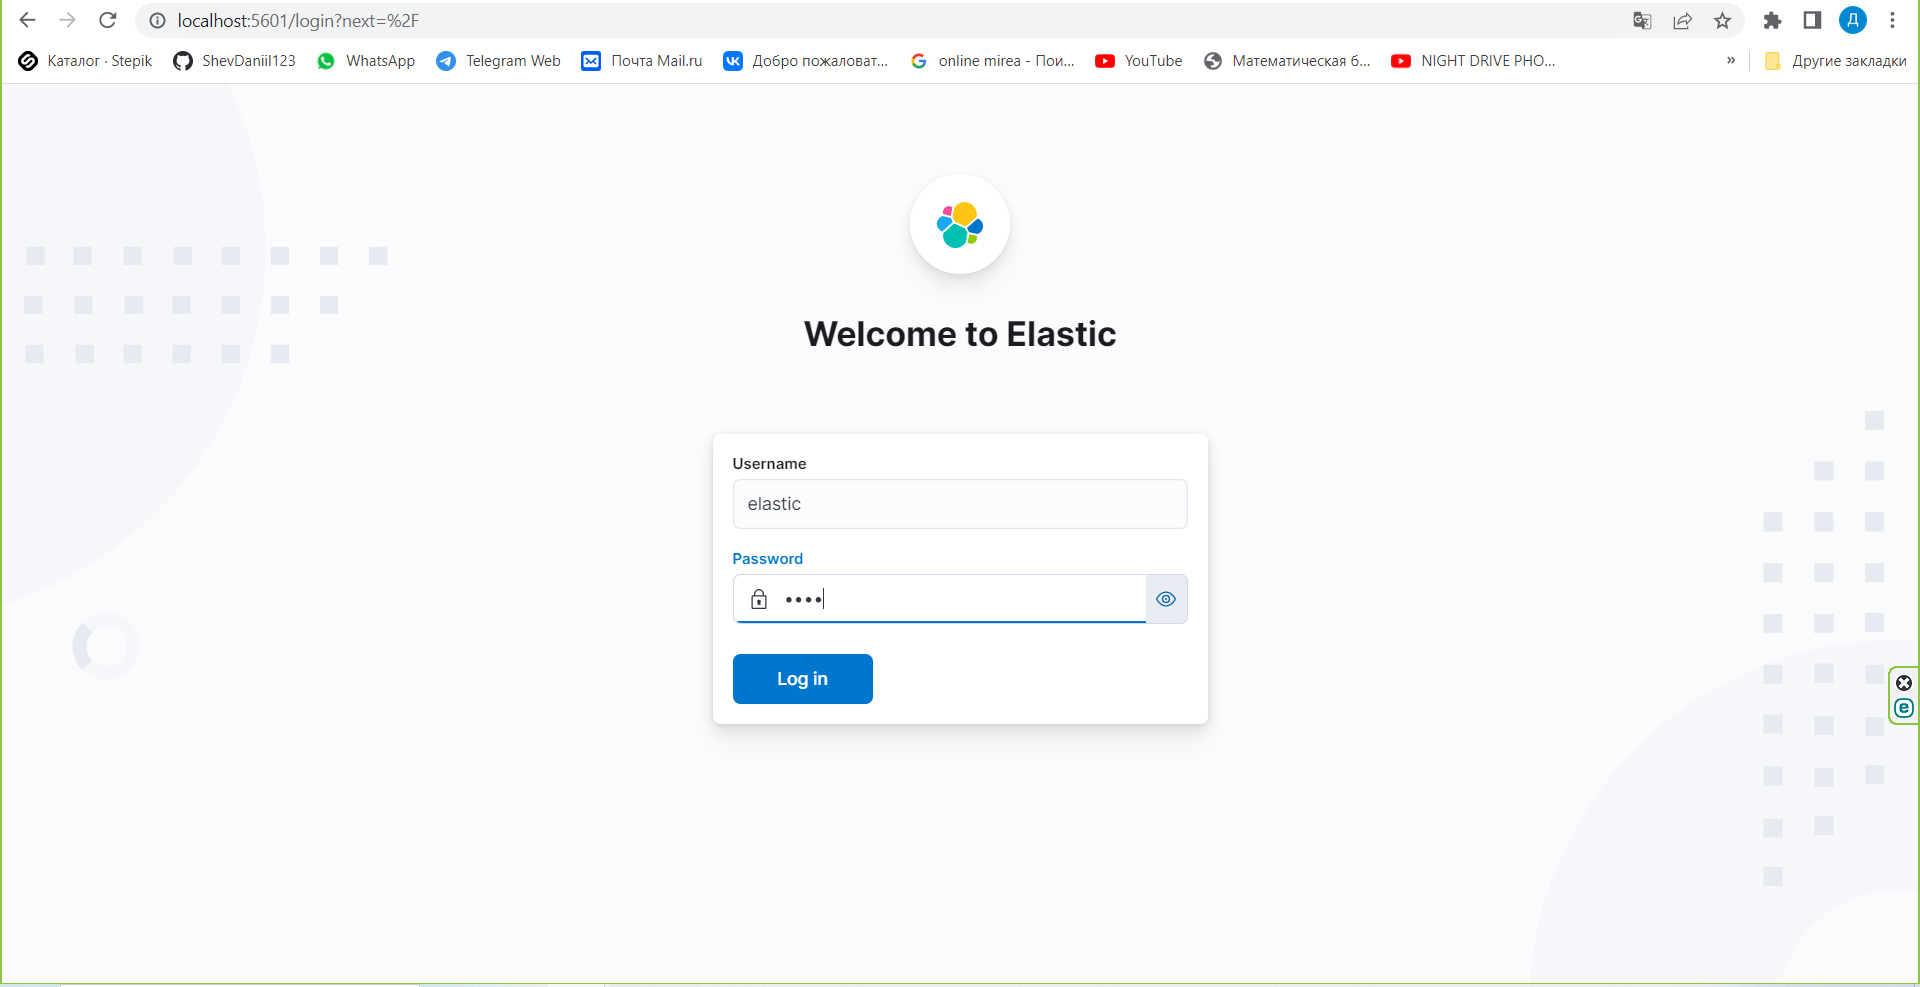 localhost:5601/login?next=%2F
Д
Каталог · Stepik ShevDaniil123 WhatsApp Telegram Web Почта Mail.ru Добро пожаловат... online mirea - Пои... YouTube Математическая б... NIGHT DRIVE PHO... » Другие закладки
Welcome to Elastic
Username
elastic
Password
••••
Log in